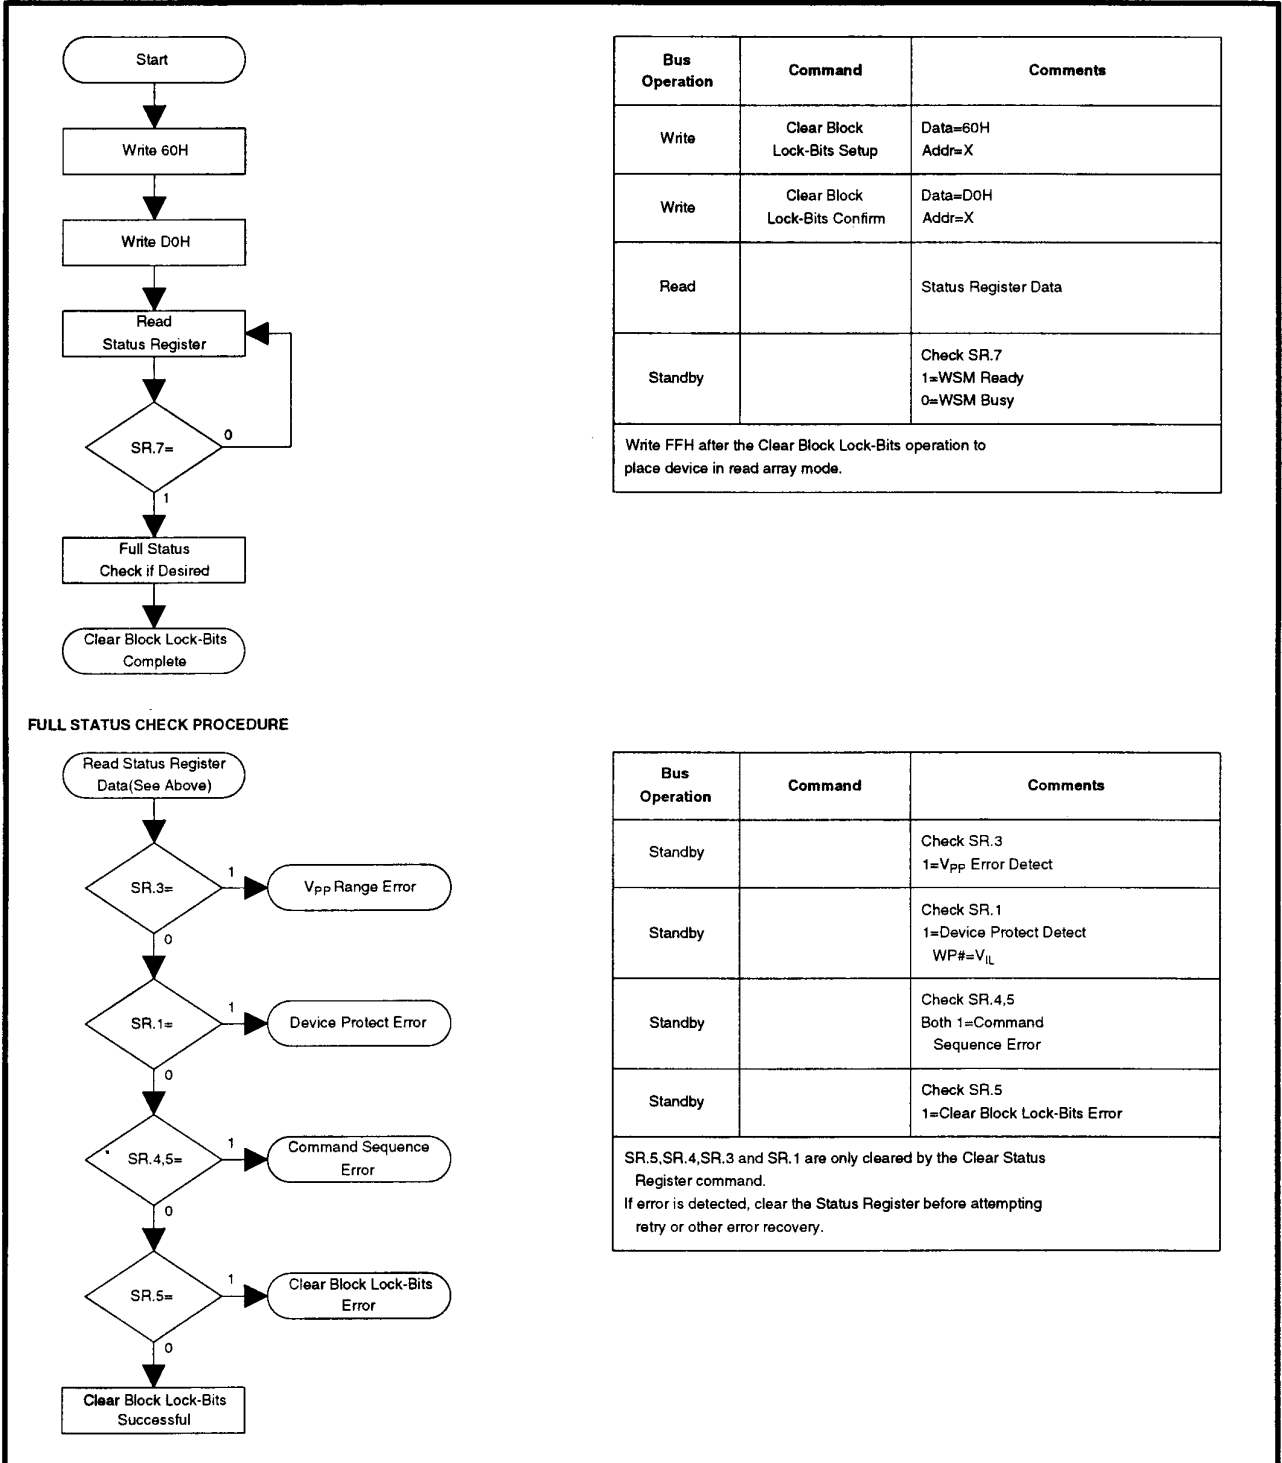 Start
Write 60H
Write D0H
Read
Status Register
SR.7=
0
1
Full Status
Check if Desired
Clear Block Lock-Bits
Complete
Bus
Operation
Command
Comments
Write
Clear Block
Lock-Bits Setup
Data=60H
Addr=X
Write
Clear Block
Lock-Bits Confirm
Data=D0H
Addr=X
Read
Status Register Data
Standby
Check SR.7
1=WSM Ready
0=WSM Busy
Write FFH after the Clear Block Lock-Bits operation to
place device in read array mode.
FULL STATUS CHECK PROCEDURE
Read Status Register
Data(See Above)
SR.3=
1
VPP Range Error
0
SR.1=
1
Device Protect Error
0
SR.4,5=
1
Command Sequence
Error
0
SR.5=
1
Clear Block Lock-Bits
Error
0
Clear Block Lock-Bits
Successful
Bus
Operation
Command
Comments
Standby
Check SR.3
1=VPP Error Detect
Standby
Check SR.1
1=Device Protect Detect
WP#=VIL
Standby
Check SR.4,5
Both 1=Command
Sequence Error
Standby
Check SR.5
1=Clear Block Lock-Bits Error
SR.5,SR.4,SR.3 and SR.1 are only cleared by the Clear Status
Register command.
If error is detected, clear the Status Register before attempting
retry or other error recovery.